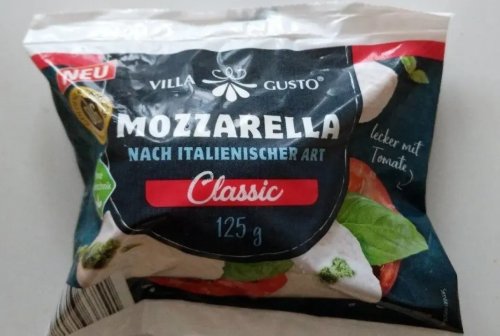 NEU
VILLA GUSTO®
MOZZARELLA
NACH ITALIENISCHER ART
Classic
125 g
lecker mit
Tomate